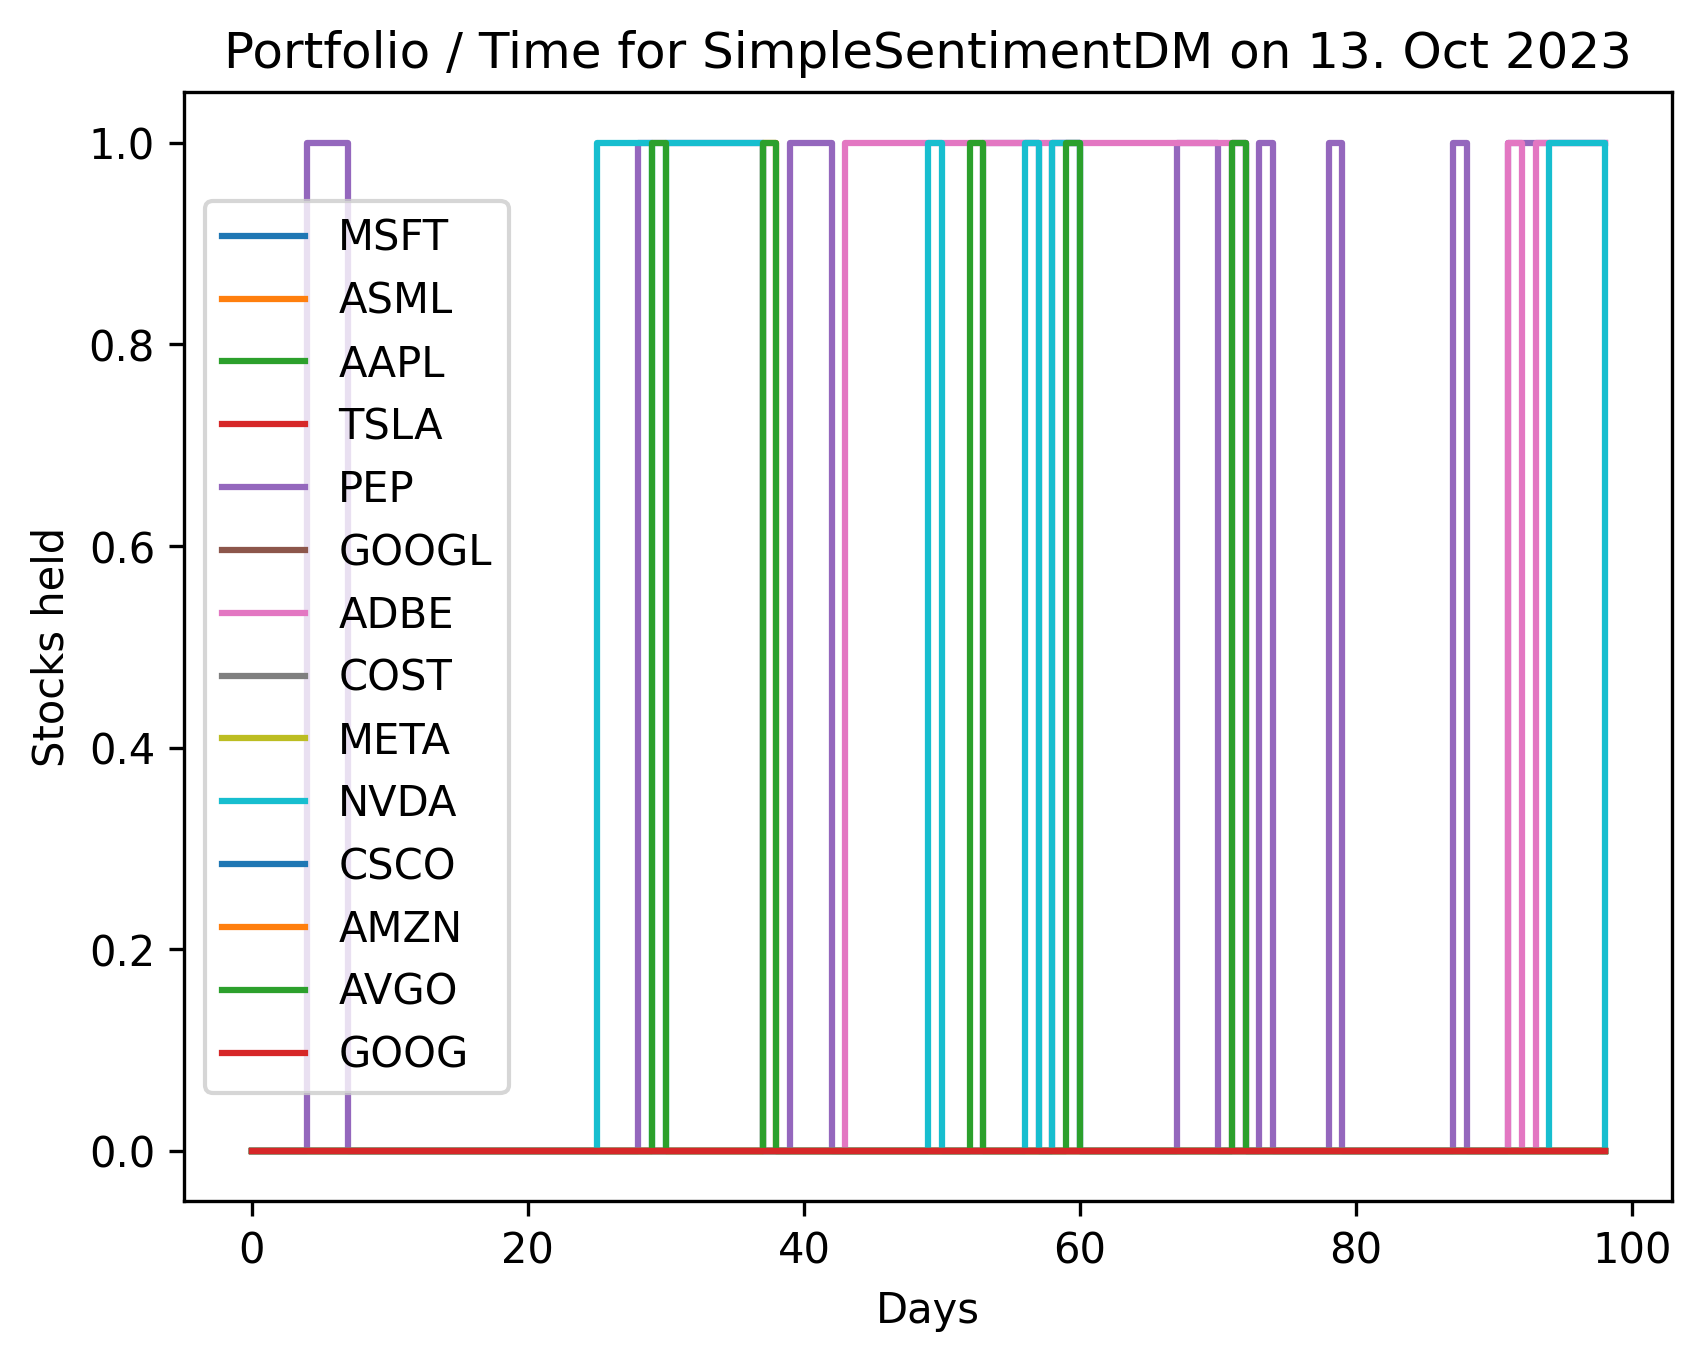 Portfolio / Time for SimpleSentimentDM on 13. Oct 2023
1.0
0.8
0.6
0.4
0.2
0.0
Stocks held
MSFT
ASML
AAPL
TSLA
PEP
GOOGL
ADBE
COST
META
NVDA
CSCO
AMZN
AVGO
GOOG
0 20 40 60 80 100
Days